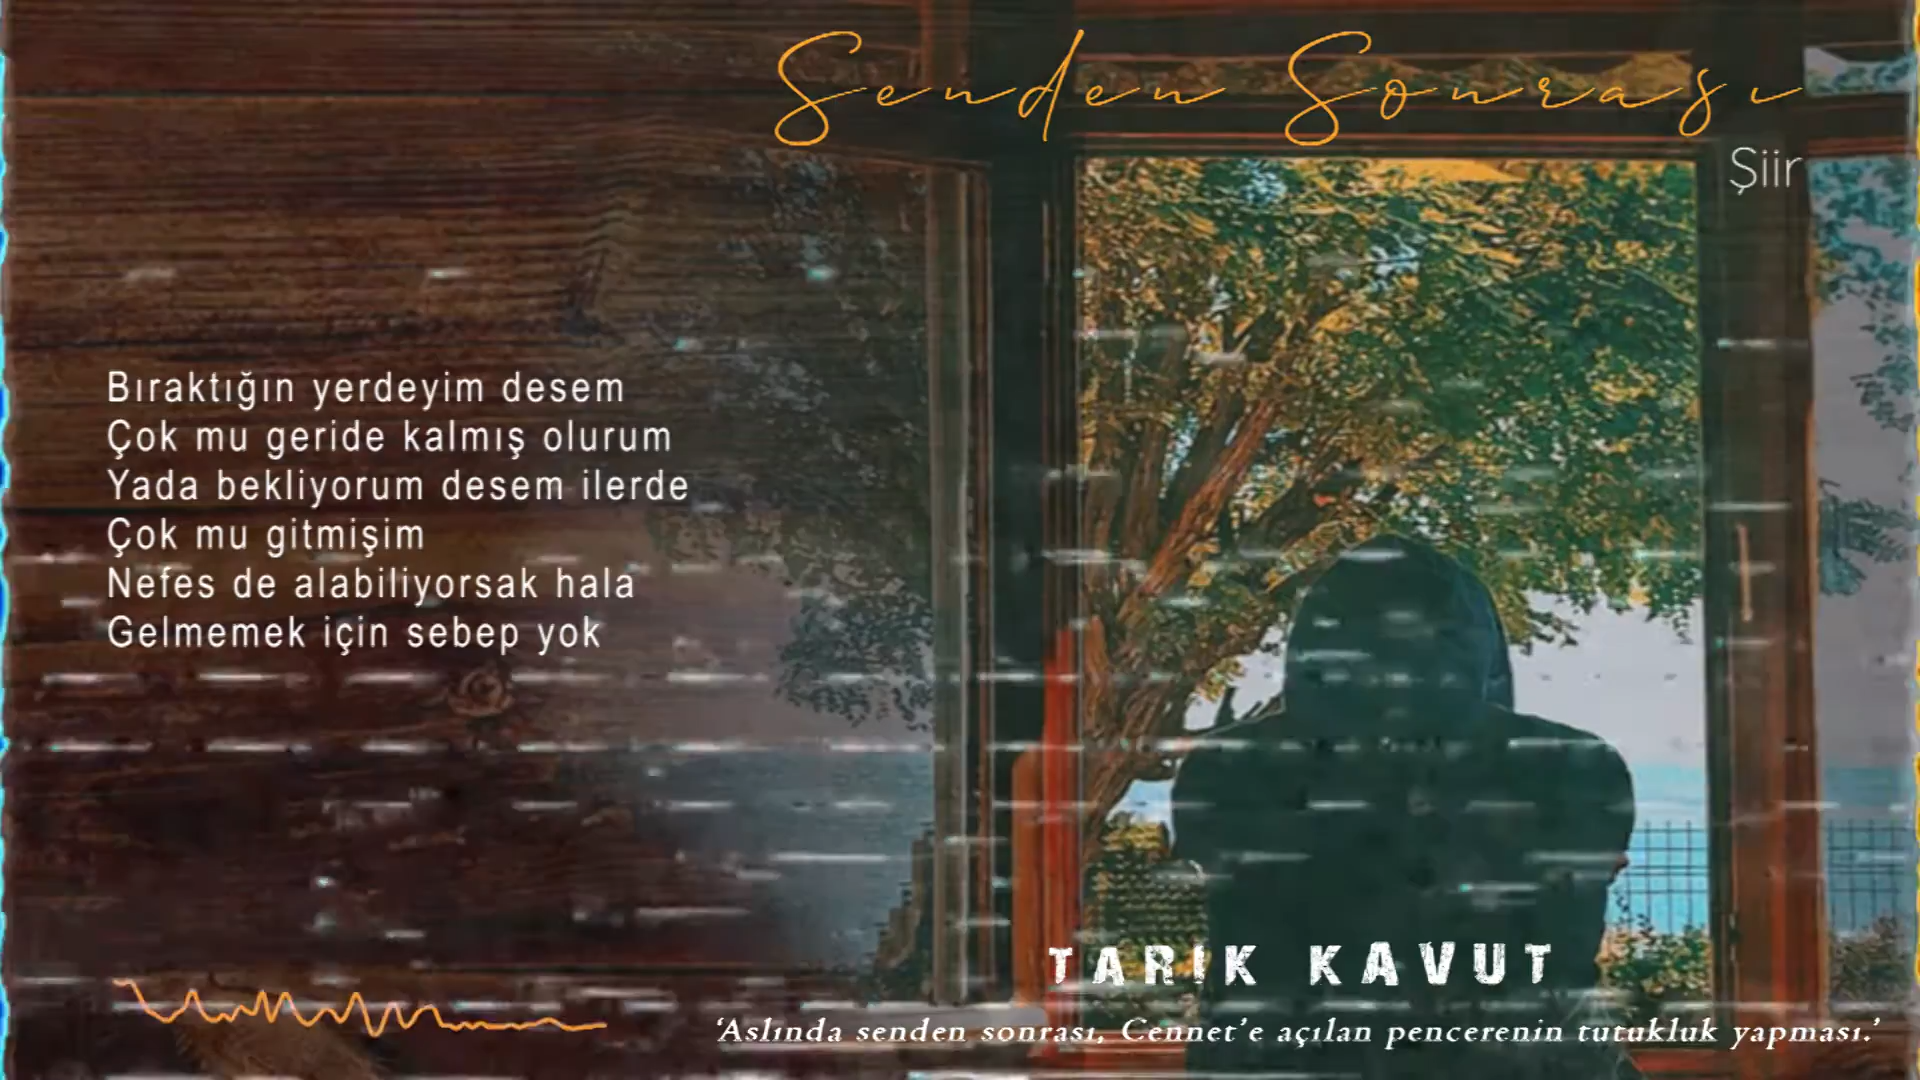 Senden Sonrası
Şiir
Bıraktığın yerdeyim desem
Çok mu geride kalmış olurum
Yada bekliyorum desem ilerde
Çok mu gitmişim
Nefes de alabiliyorsak hala
Gelmemek için sebep yok
TARIK KAVUT
‘Aslında senden sonrası, Cennet’e açılan pencerenin tutukluk yapması.’